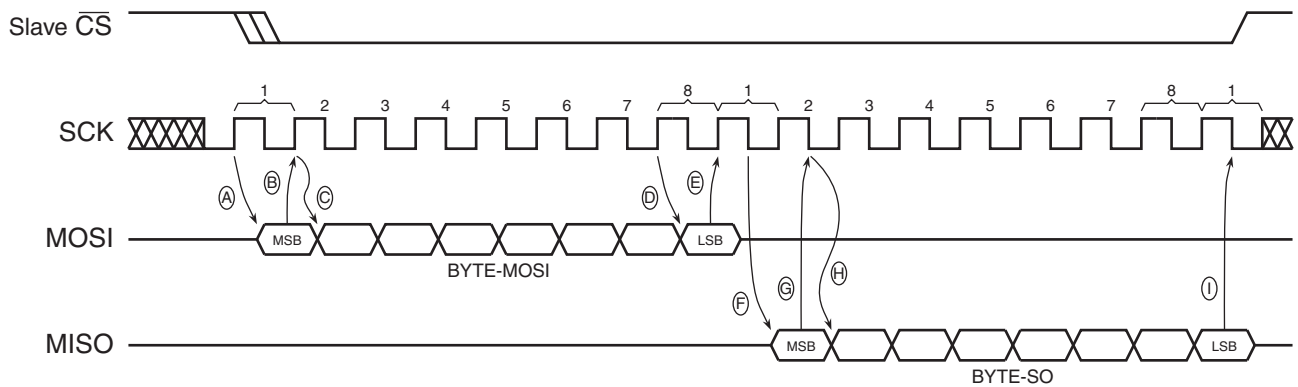 Slave C̅S̅
1 2 3 4 5 6 7 8 1 2 3 4 5 6 7 8 1
SCK
A B C D E
MOSI MSB LSB
BYTE-MOSI
F G H I
MISO MSB LSB
BYTE-SO